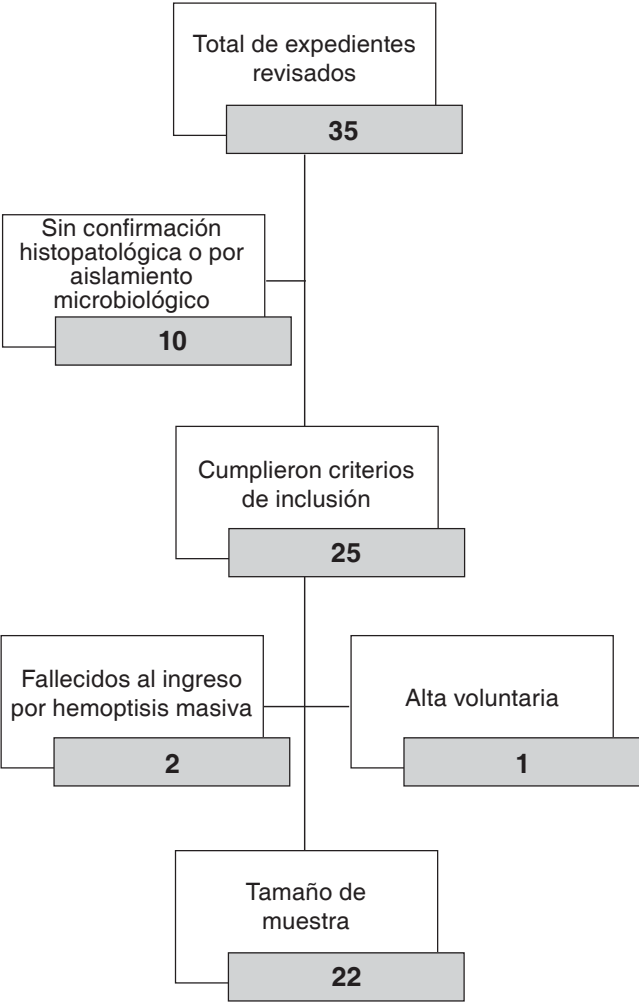 Total de expedientes
revisados
35
Sin confirmación
histopatológica o por
aislamiento
microbiológico
10
Cumplieron criterios
de inclusión
25
Fallecidos al ingreso
por hemoptisis masiva
2
Alta voluntaria
1
Tamaño de
muestra
22